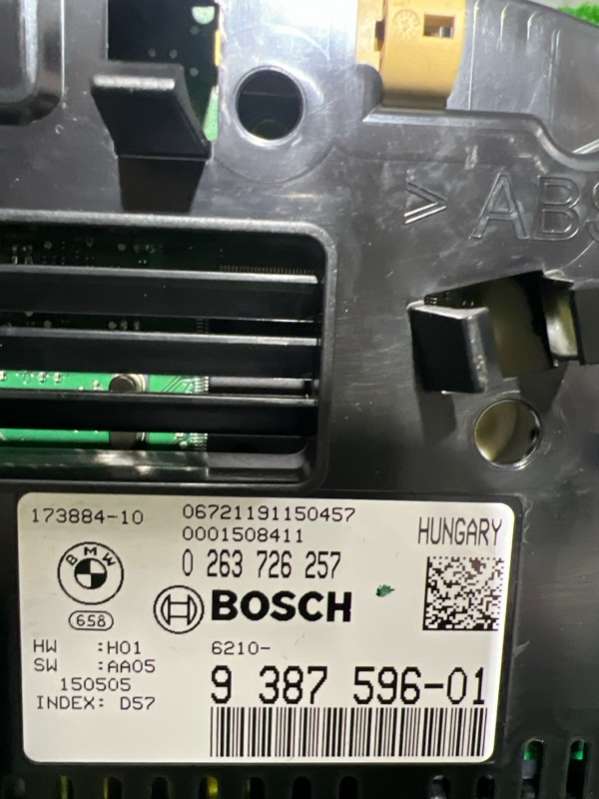 > ABS
173884-10
06721191150457
0001508411
HUNGARY
0 263 726 257
BMW
658
BOSCH
HW :H01
SW :AA05
150505
INDEX: D57
6210-
9 387 596-01